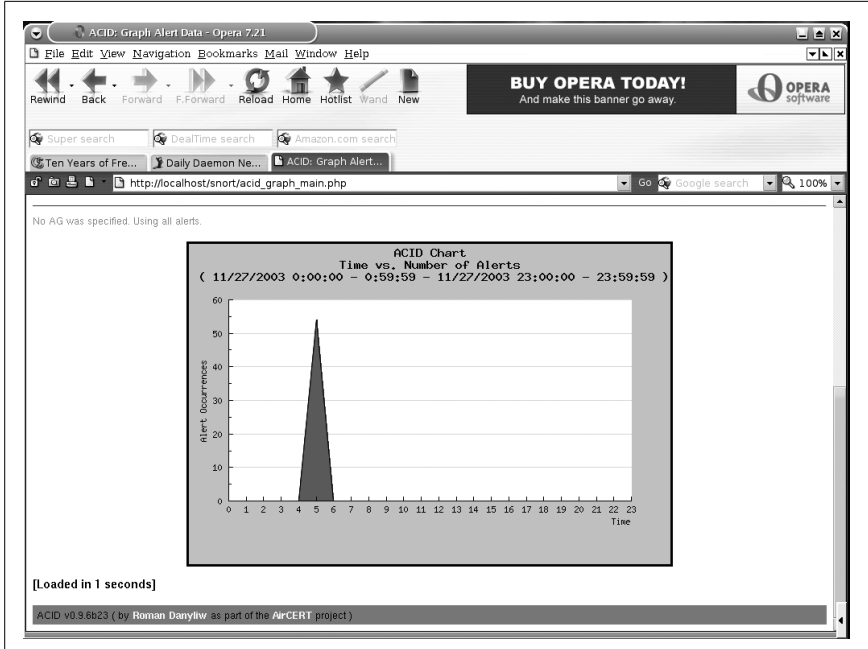 ACID: Graph Alert Data - Opera 7.21
File Edit View Navigation Bookmarks Mail Window Help
Rewind Back Forward F.Forward Reload Home Hotlist Wand New
BUY OPERA TODAY!
And make this banner go away.
OPERA
software
Super search DealTime search Amazon.com search
Ten Years of Fre... Daily Daemon Ne... ACID: Graph Alert...
http://localhost/snort/acid_graph_main.php Go Google search 100%
No AG was specified. Using all alerts.
ACID Chart
Time vs. Number of Alerts
( 11/27/2003 0:00:00 - 0:59:59 - 11/27/2003 23:00:00 - 23:59:59 )
60
50
40
30
20
10
0
Alert Occurrences
0 1 2 3 4 5 6 7 8 9 10 11 12 13 14 15 16 17 18 19 20 21 22 23
Time
[Loaded in 1 seconds]
ACID v0.9.6b23 ( by Roman Danyliw as part of the AirCERT project )